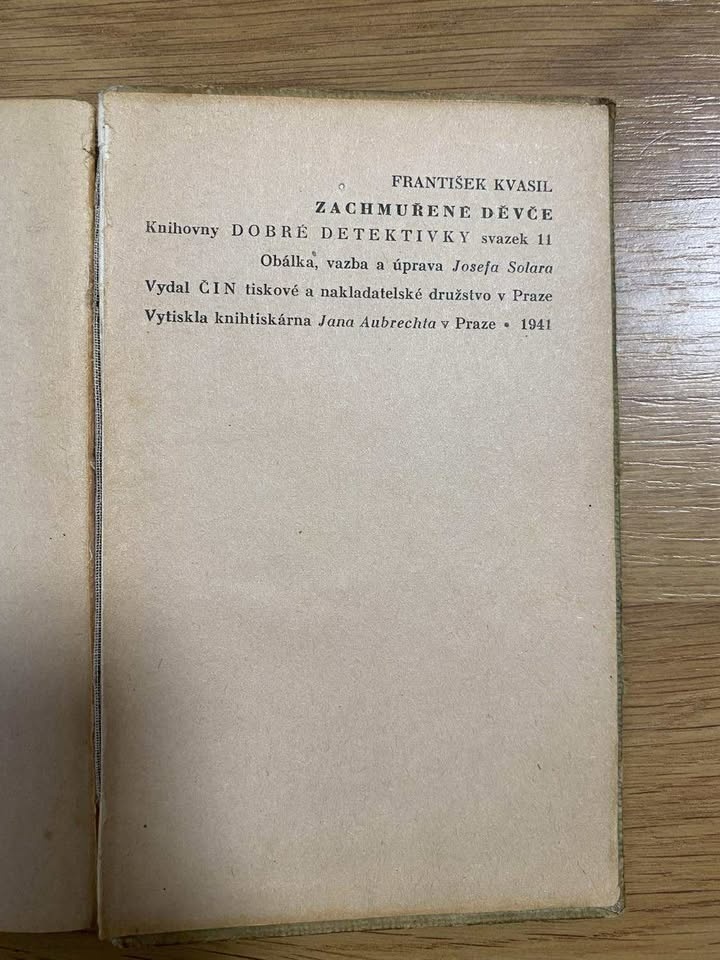 FRANTIŠEK KVASIL
ZACHMUŘENÉ DĚVČE
Knihovny DOBRÉ DETEKTIVKY svazek 11
Obálka, vazba a úprava Josefa Solara
Vydal ČIN tiskové a nakladatelské družstvo v Praze
Vytiskla knihtiskárna Jana Aubrechta v Praze • 1941